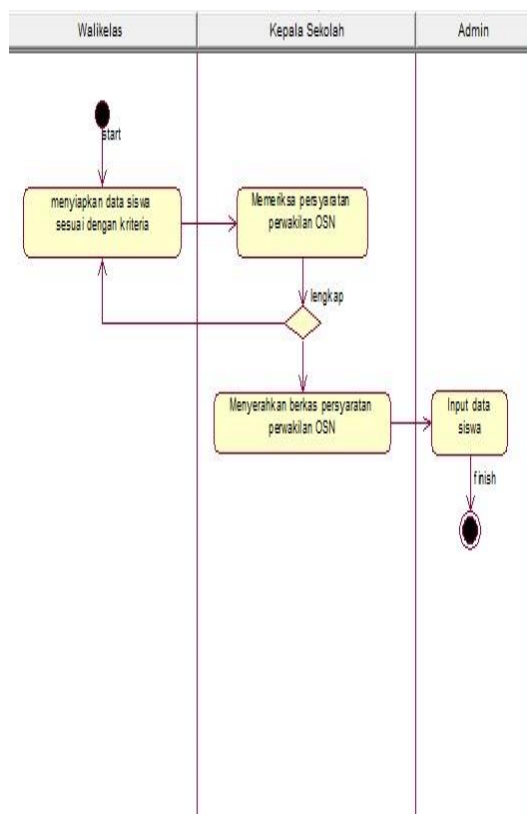 Walikelas
Kepala Sekolah
Admin
start
menyiapkan data siswa
sesuai dengan kriteria
Memeriksa persyaratan
perwakilan OSN
lengkap
Menyerahkan berkas persyaratan
perwakilan OSN
Input data
siswa
finish